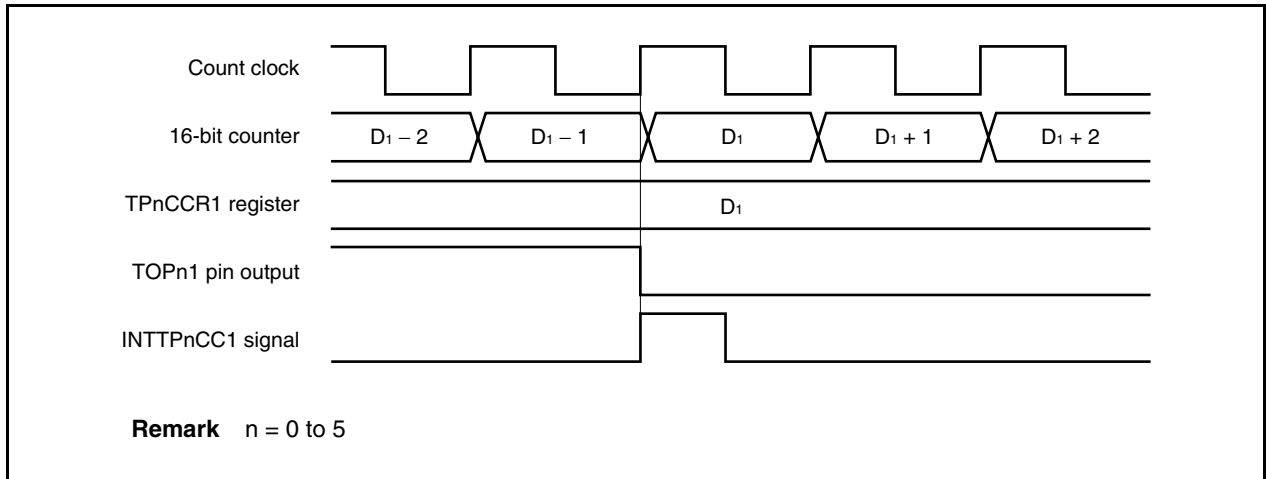 Count clock
16-bit counter D₁ − 2 D₁ − 1 D₁ D₁ + 1 D₁ + 2
TPnCCR1 register D₁
TOPn1 pin output
INTTPnCC1 signal
Remark n = 0 to 5